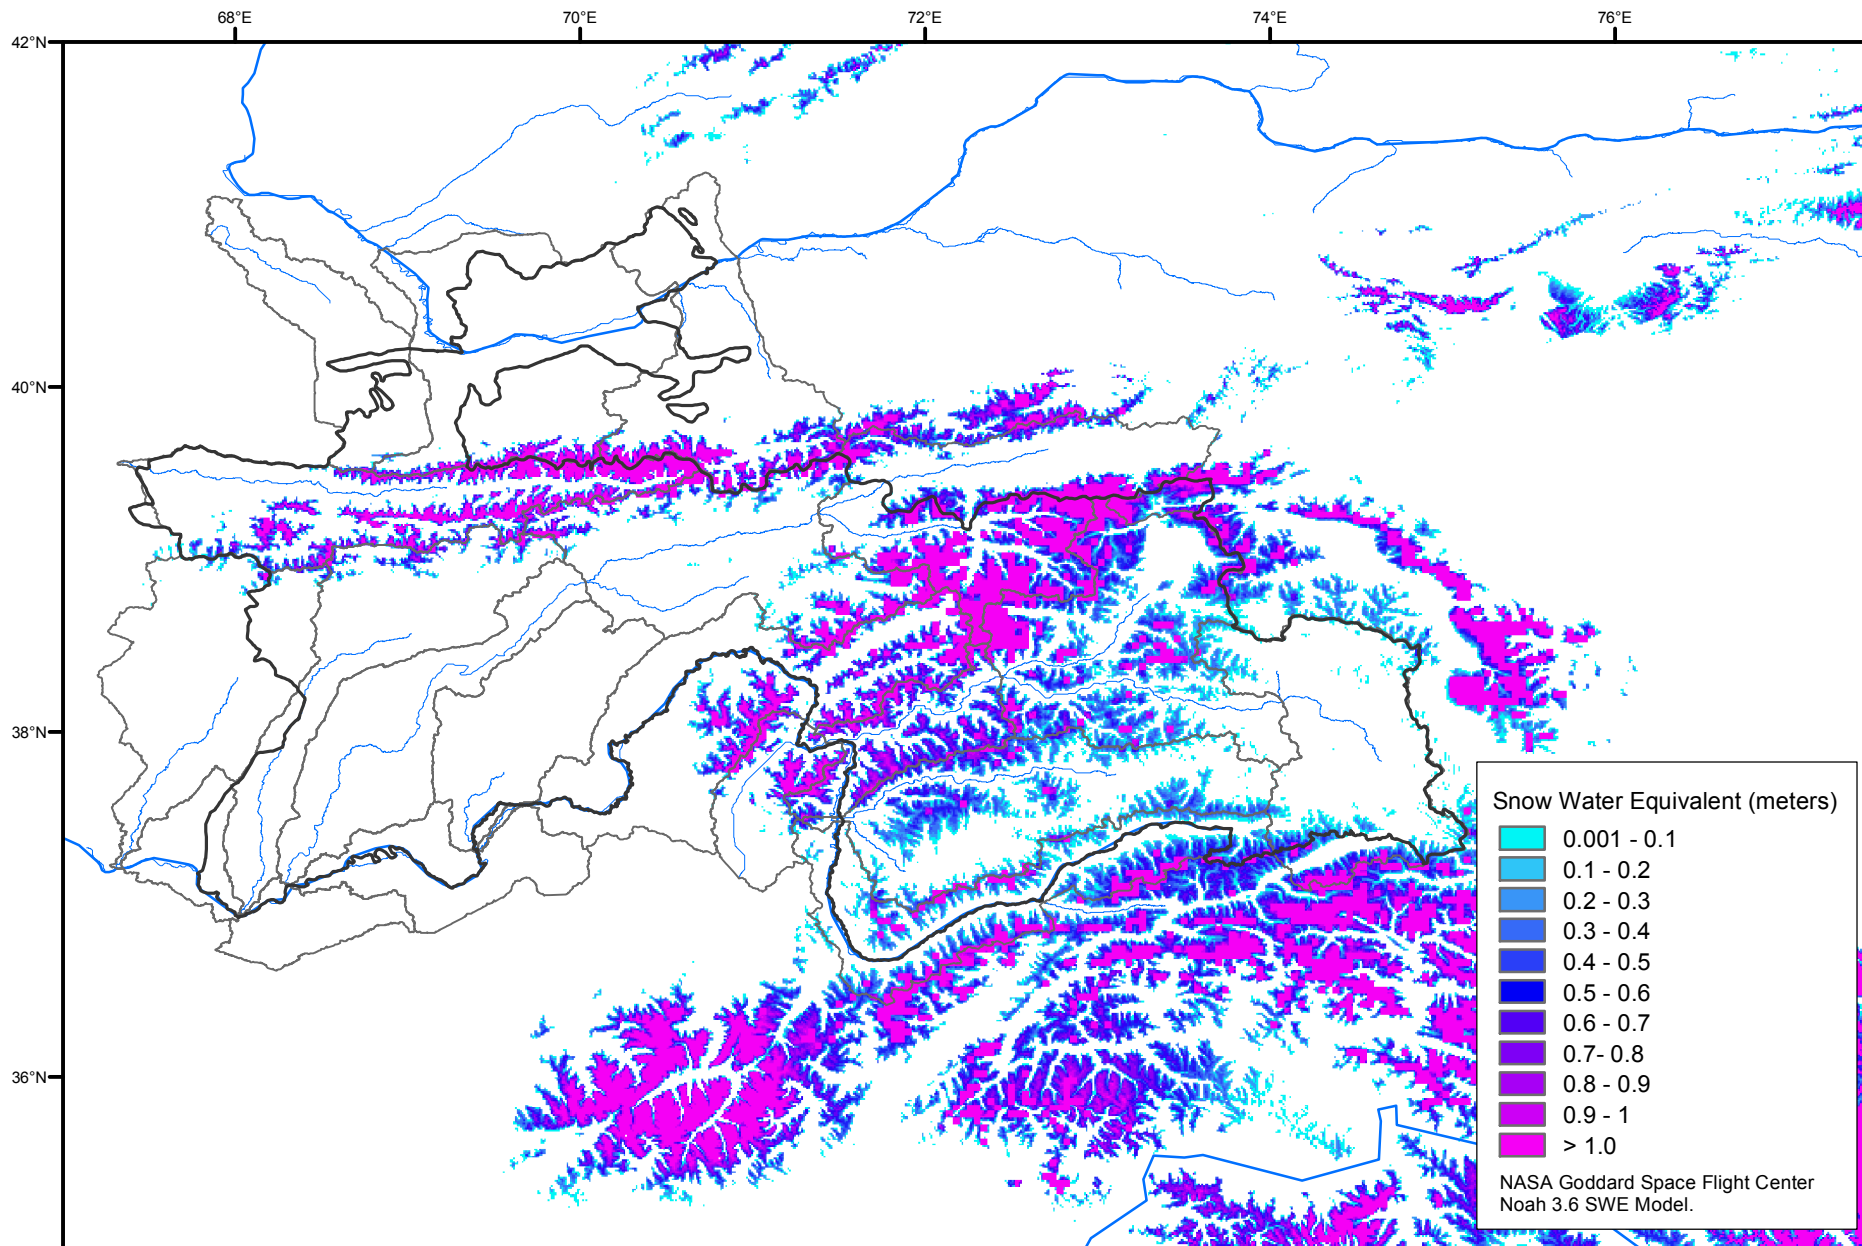 68°E
70°E
72°E
74°E
76°E
42°N
40°N
38°N
36°N
Snow Water Equivalent (meters)
0.001 - 0.1
0.1 - 0.2
0.2 - 0.3
0.3 - 0.4
0.4 - 0.5
0.5 - 0.6
0.6 - 0.7
0.7- 0.8
0.8 - 0.9
0.9 - 1
> 1.0
NASA Goddard Space Flight Center
Noah 3.6 SWE Model.